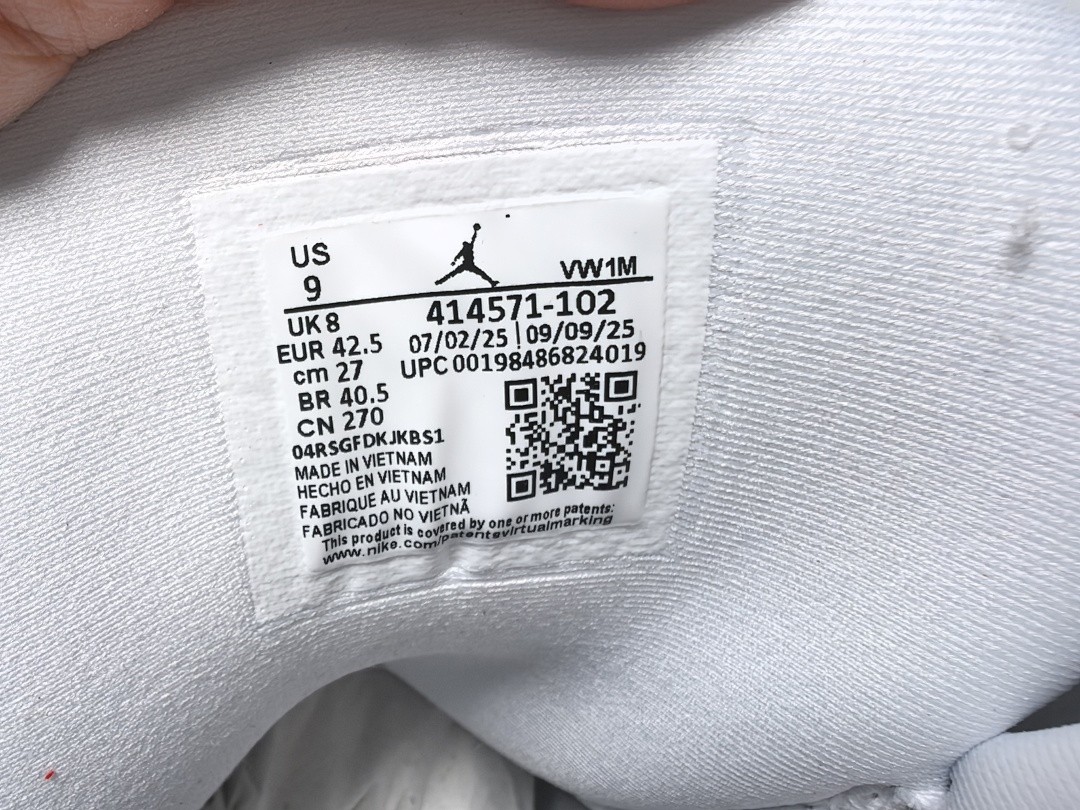 US
9
VW1M
UK 8
414571-102
EUR 42.5
07/02/25 | 09/09/25
cm 27
UPC 00198486824019
BR 40.5
CN 270
04RSGFDKJKBS1
MADE IN VIETNAM
HECHO EN VIETNAM
FABRIQUE AU VIETNAM
FABRICADO NO VIETNÃ
This product is covered by one or more patents:
www.nike.com/patentsvirtualmarking